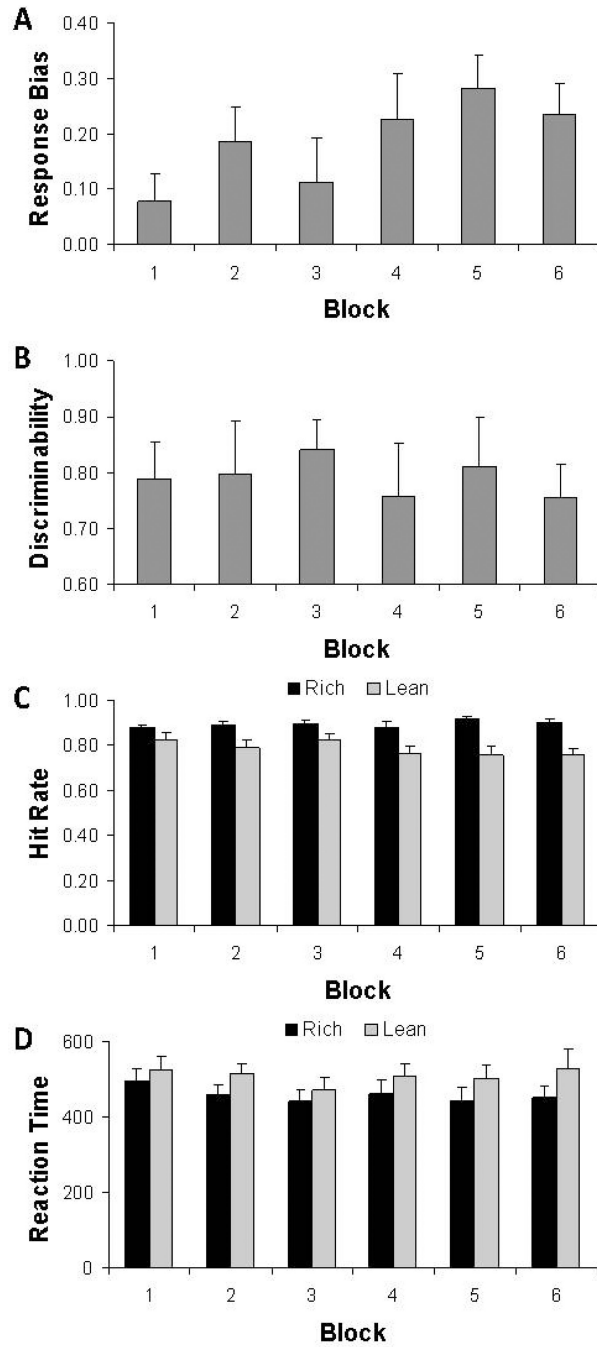 A
Response Bias
0.40
0.30
0.20
0.10
0.00
1 2 3 4 5 6
Block
B
Discriminability
1.00
0.90
0.80
0.70
0.60
1 2 3 4 5 6
Block
C
Rich Lean
Hit Rate
1.00
0.80
0.60
0.40
0.20
0.00
1 2 3 4 5 6
Block
D
Rich Lean
Reaction Time
600
400
200
0
1 2 3 4 5 6
Block